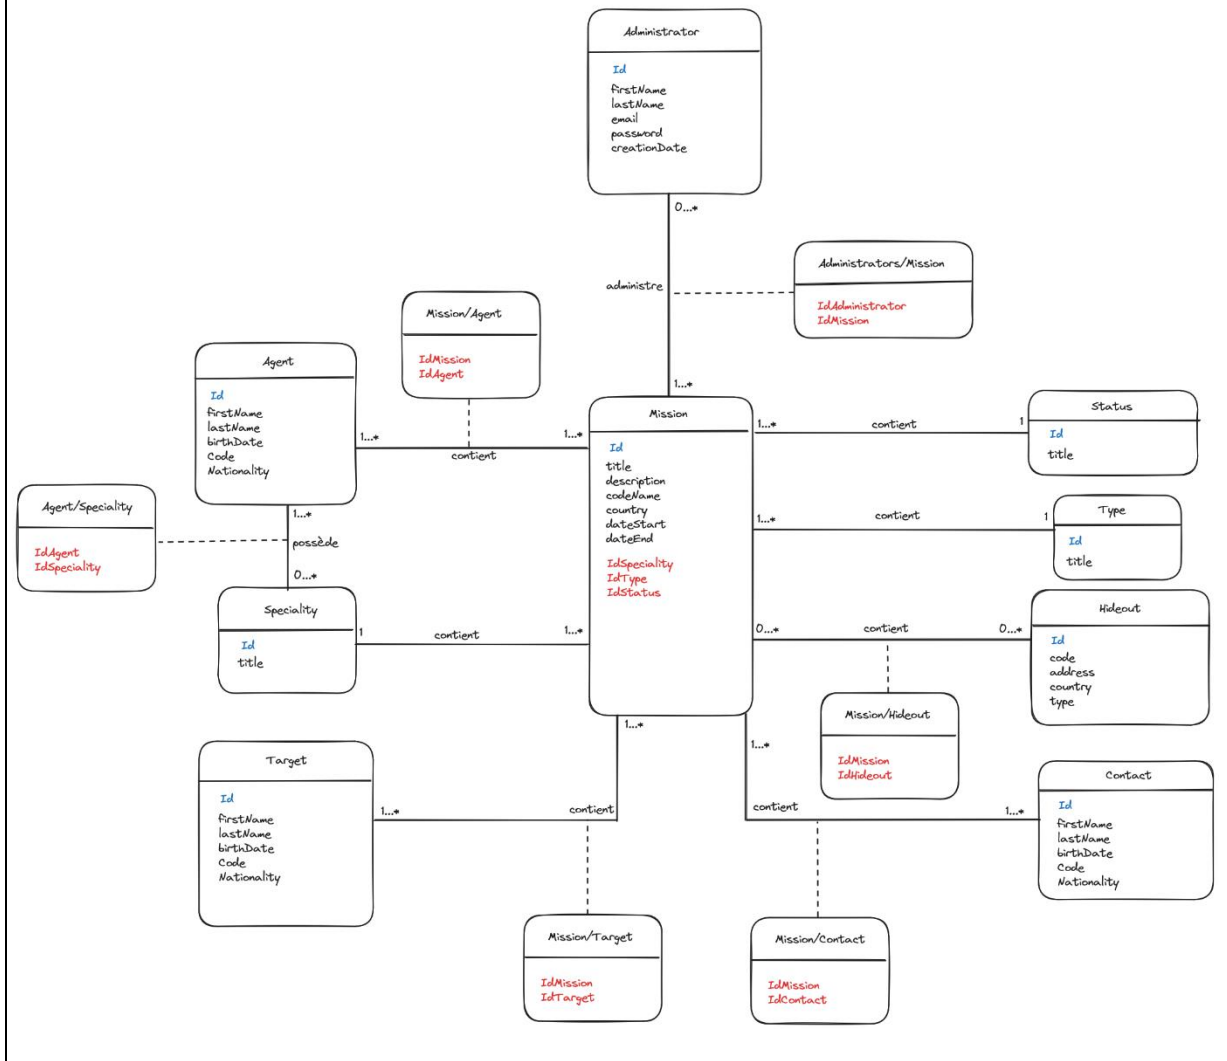 Administrator
Id
firstName
lastName
email
password
creationDate
0...*
administre
Administrators/Mission
IdAdministrator
IdMission
1...*
Mission/Agent
IdMission
IdAgent
Agent
Id
firstName
lastName
birthDate
Code
Nationality
1...*
contient
1...*
Mission
Id
title
description
codeName
country
dateStart
dateEnd
IdSpeciality
IdType
IdStatus
1...*
contient
1
Status
Id
title
1...*
contient
1
Type
Id
title
Agent/Speciality
IdAgent
IdSpeciality
1...*
possède
0...*
Speciality
Id
title
1
contient
1...*
0...*
contient
0...*
Hideout
Id
code
address
country
type
Mission/Hideout
IdMission
IdHideout
Target
Id
firstName
lastName
birthDate
Code
Nationality
1...*
contient
1...*
1...*
contient
1...*
Contact
Id
firstName
lastName
birthDate
Code
Nationality
Mission/Target
IdMission
IdTarget
Mission/Contact
IdMission
IdContact